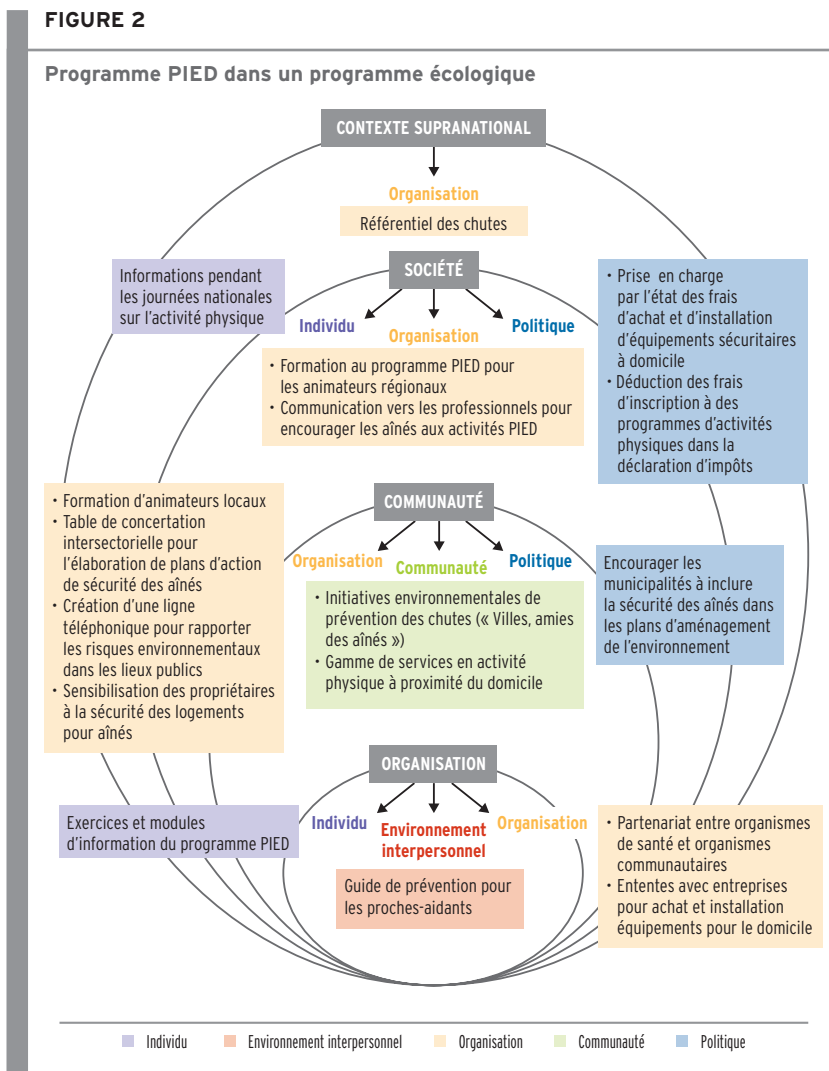 FIGURE 2
Programme PIED dans un programme écologique
CONTEXTE SUPRANATIONAL
Organisation
Référentiel des chutes
SOCIÉTÉ
Informations pendant
les journées nationales
sur l'activité physique
Individu
Organisation
Politique
• Formation au programme PIED pour
les animateurs régionaux
• Communication vers les professionnels pour
encourager les aînés aux activités PIED
• Prise en charge
par l'état des frais
d'achat et d'installation
d'équipements sécuritaires
à domicile
• Déduction des frais
d'inscription à des
programmes d'activités
physiques dans la
déclaration d'impôts
COMMUNAUTÉ
• Formation d'animateurs locaux
• Table de concertation
intersectorielle pour
l'élaboration de plans d'action
de sécurité des aînés
• Création d'une ligne
téléphonique pour rapporter
les risques environnementaux
dans les lieux publics
• Sensibilisation des propriétaires
à la sécurité des logements
pour aînés
Organisation
Communauté
Politique
• Initiatives environnementales de
prévention des chutes (« Villes, amies
des aînés »)
• Gamme de services en activité
physique à proximité du domicile
Encourager les
municipalités à inclure
la sécurité des aînés dans
les plans d'aménagement
de l'environnement
ORGANISATION
Exercices et modules
d'information du programme PIED
Individu
Environnement
interpersonnel
Organisation
Guide de prévention pour
les proches-aidants
• Partenariat entre organismes
de santé et organismes
communautaires
• Ententes avec entreprises
pour achat et installation
équipements pour le domicile
Individu
Environnement interpersonnel
Organisation
Communauté
Politique